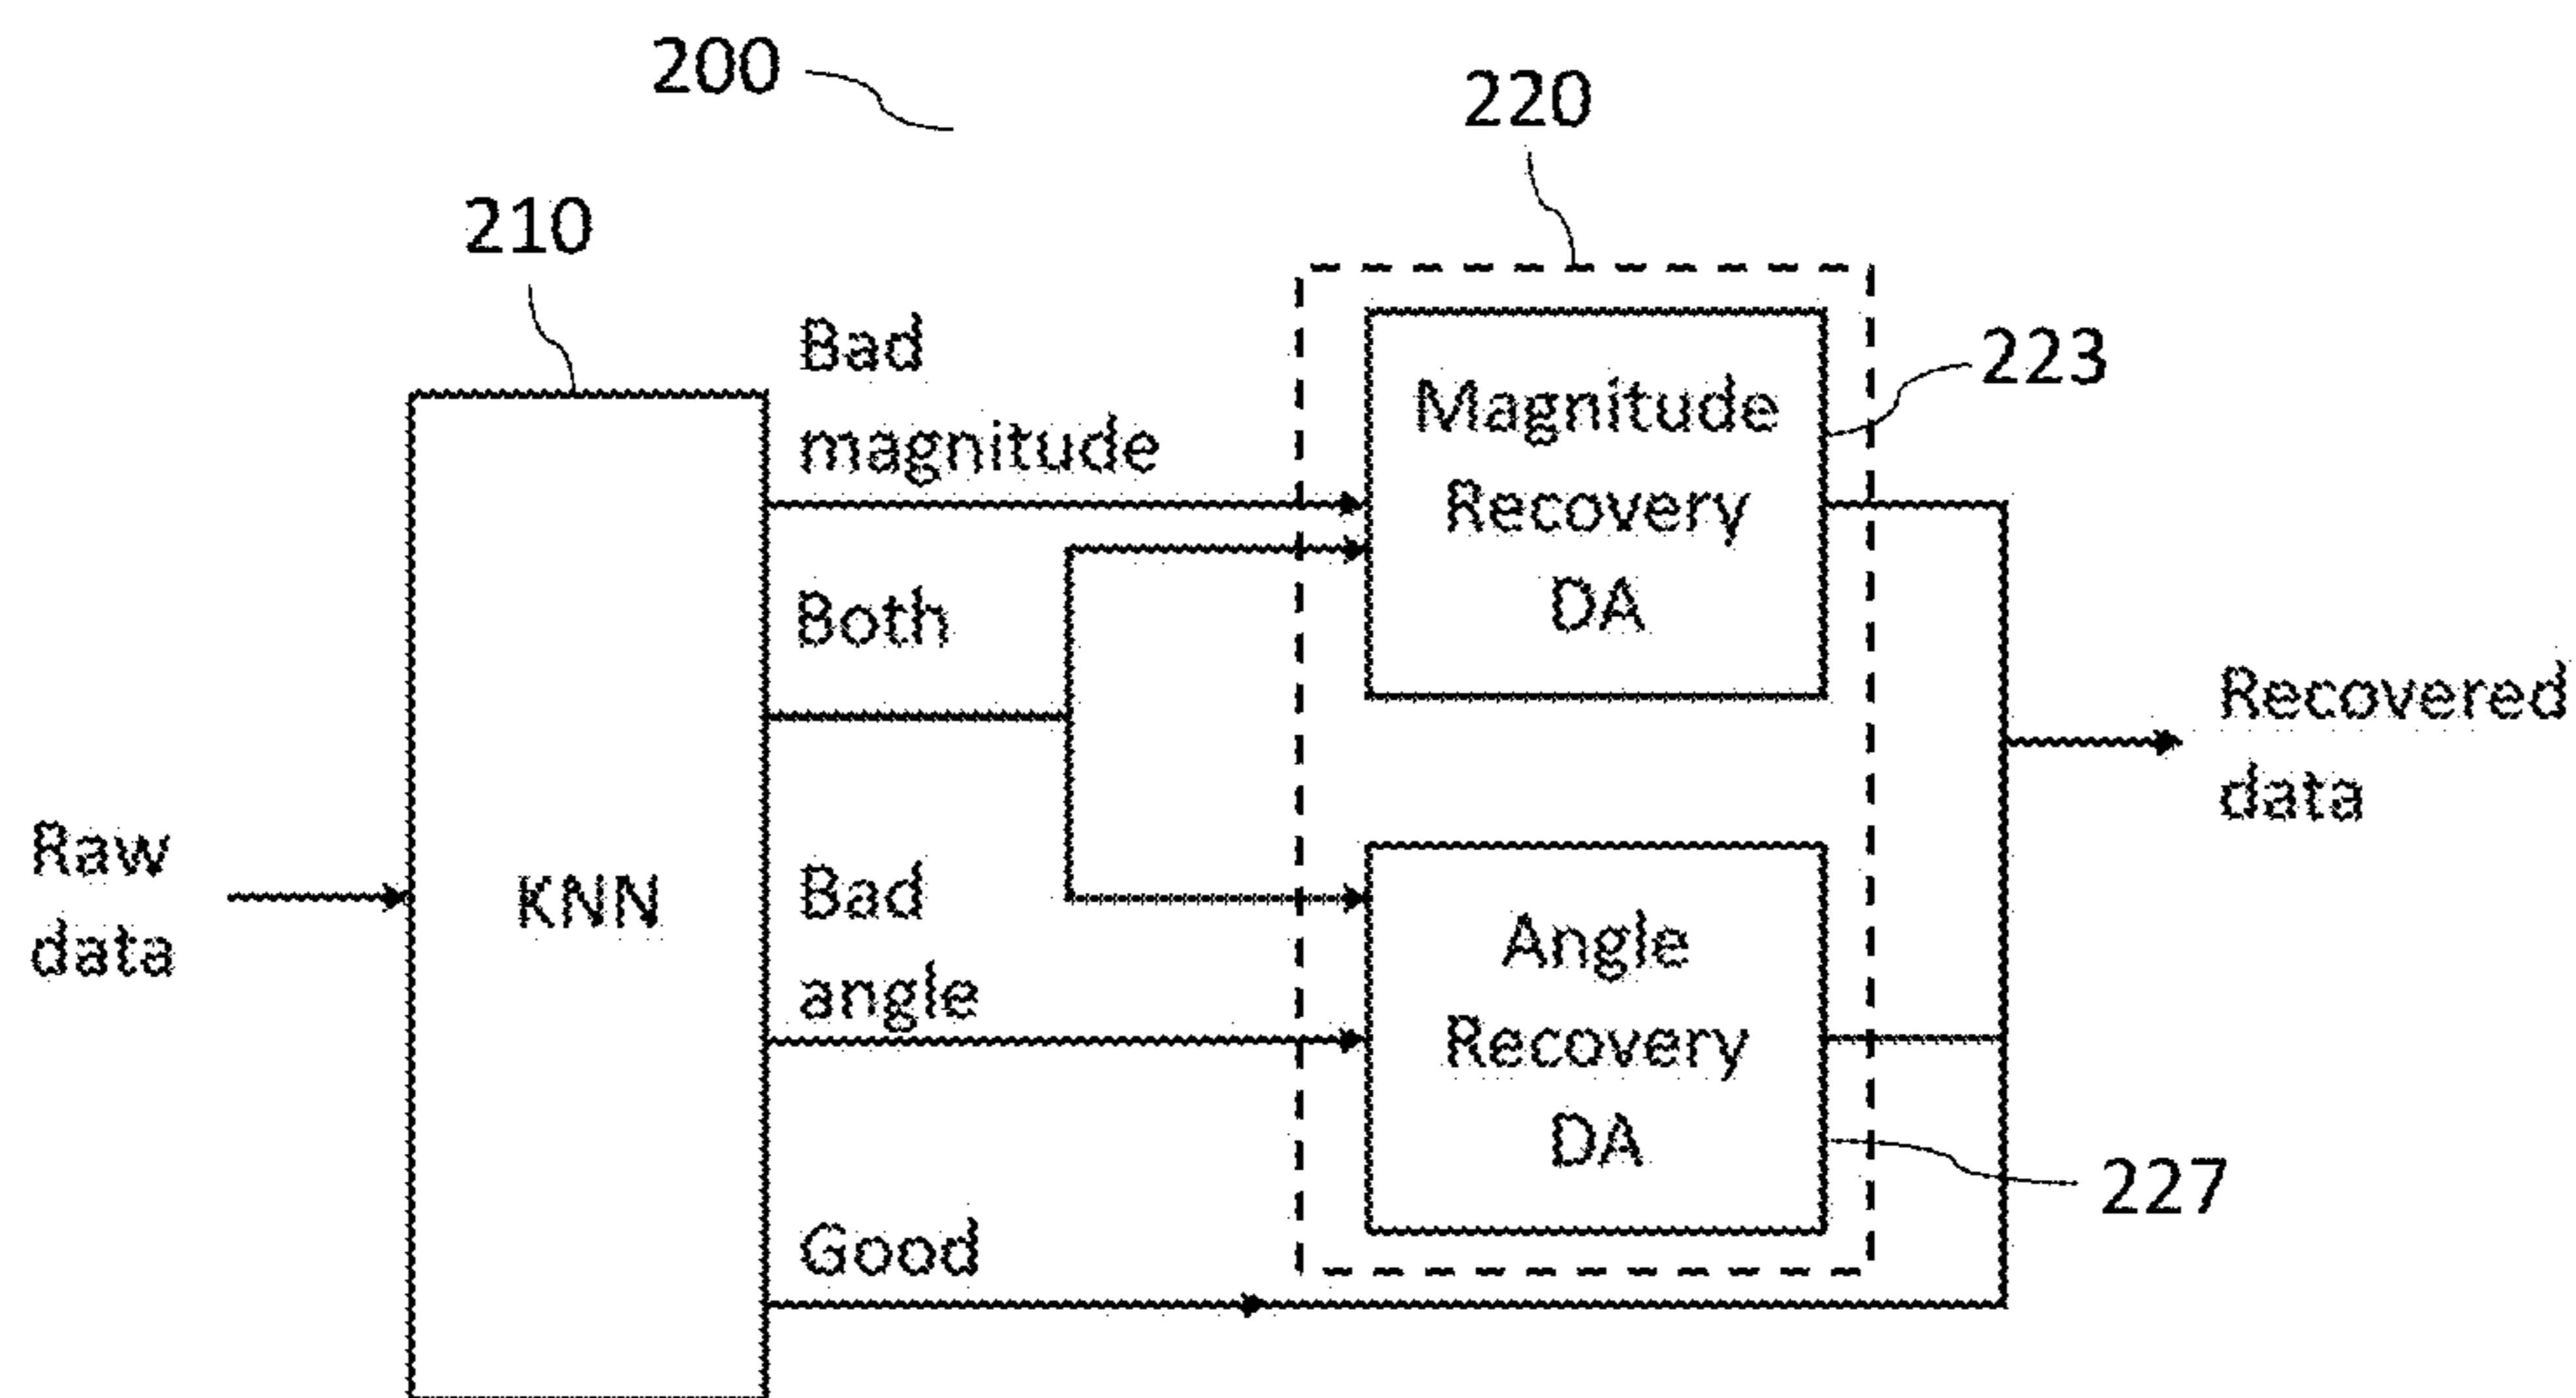 200
220
210
223
Bad
magnitude
Magnitude
Recovery
DA
Both
Raw
data
KNN
Bad
angle
Angle
Recovery
DA
Recovered
data
227
Good